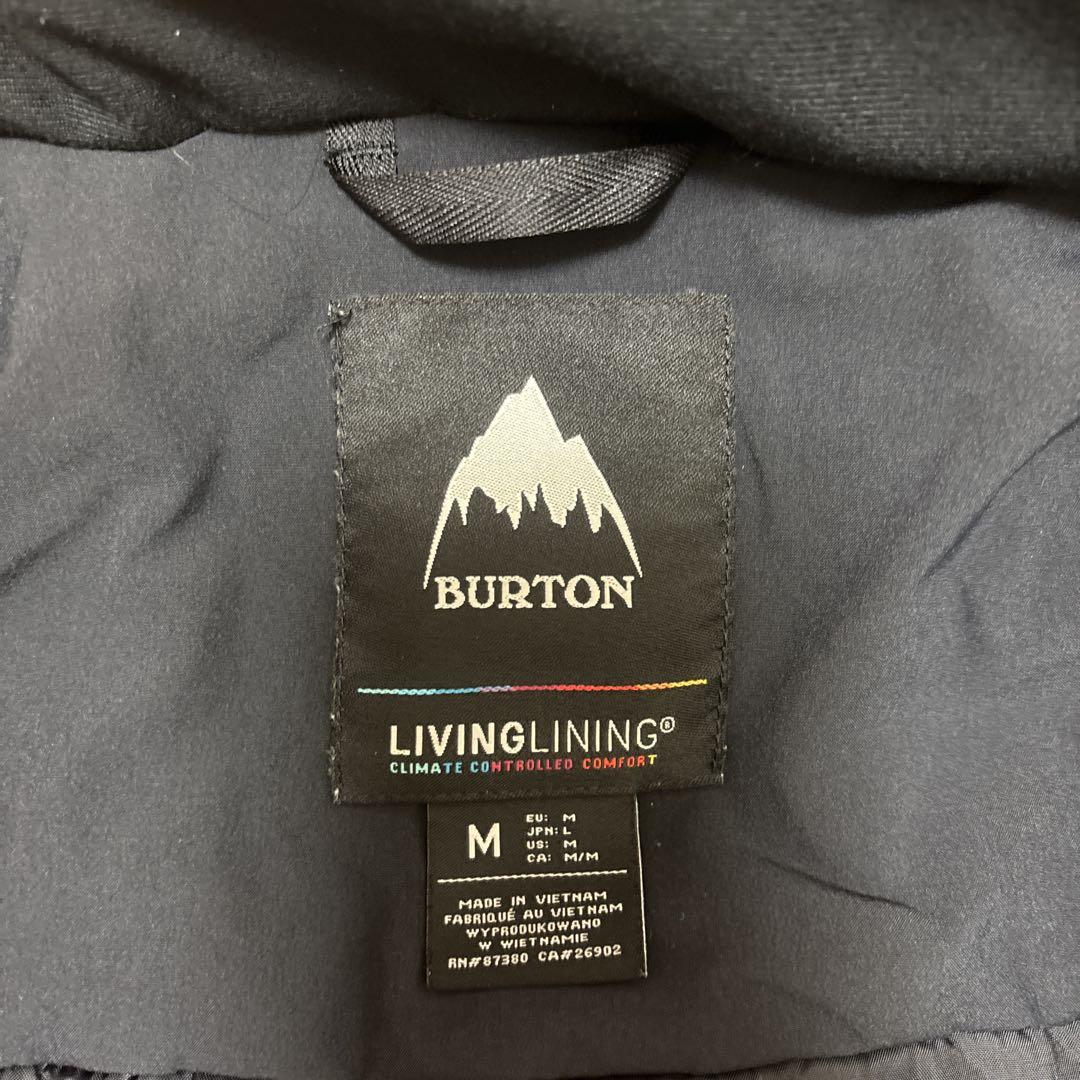 BURTON
LIVINGLINING®
CLIMATE CONTROLLED COMFORT
M
EU: M
JPN: L
US: M
CA: M/M
MADE IN VIETNAM
FABRIQUÉ AU VIETNAM
WYPRODUKOWANO
W WIETNAMIE
RN#87380 CA#26902